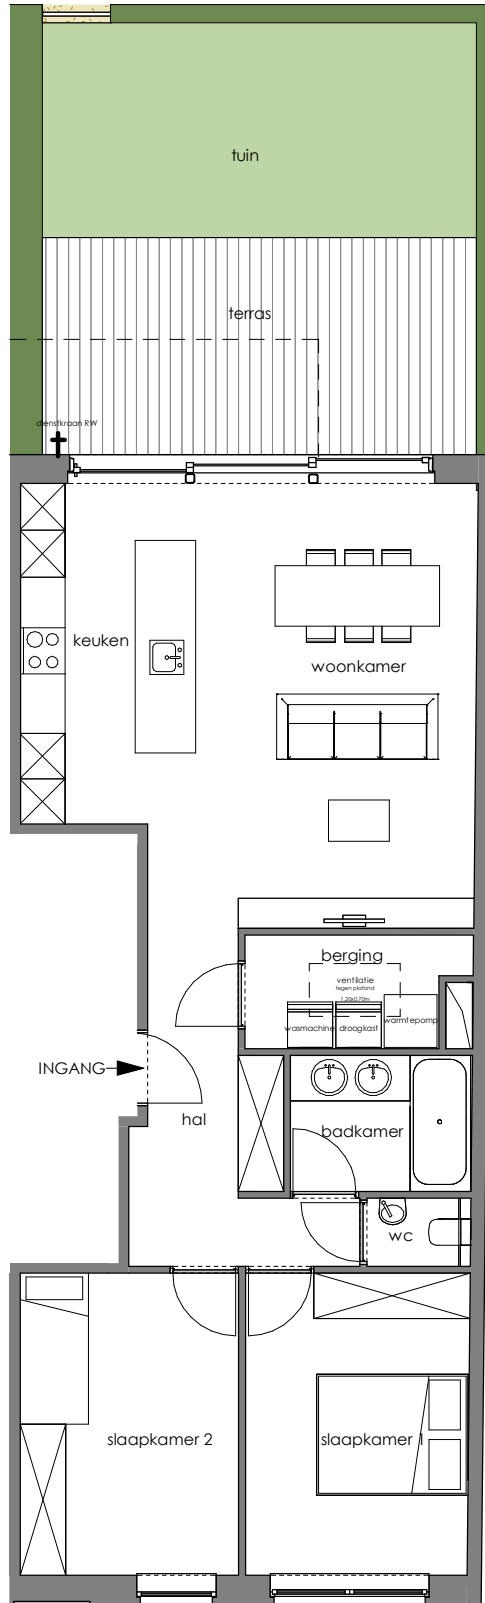 tuin
terras
dienstkraan RW
keuken
woonkamer
berging
ventilatie
tegen plafond
1.20x0.70m
wasmachine
droogkast
warmtepomp
INGANG
hal
badkamer
wc
slaapkamer 2
slaapkamer 1